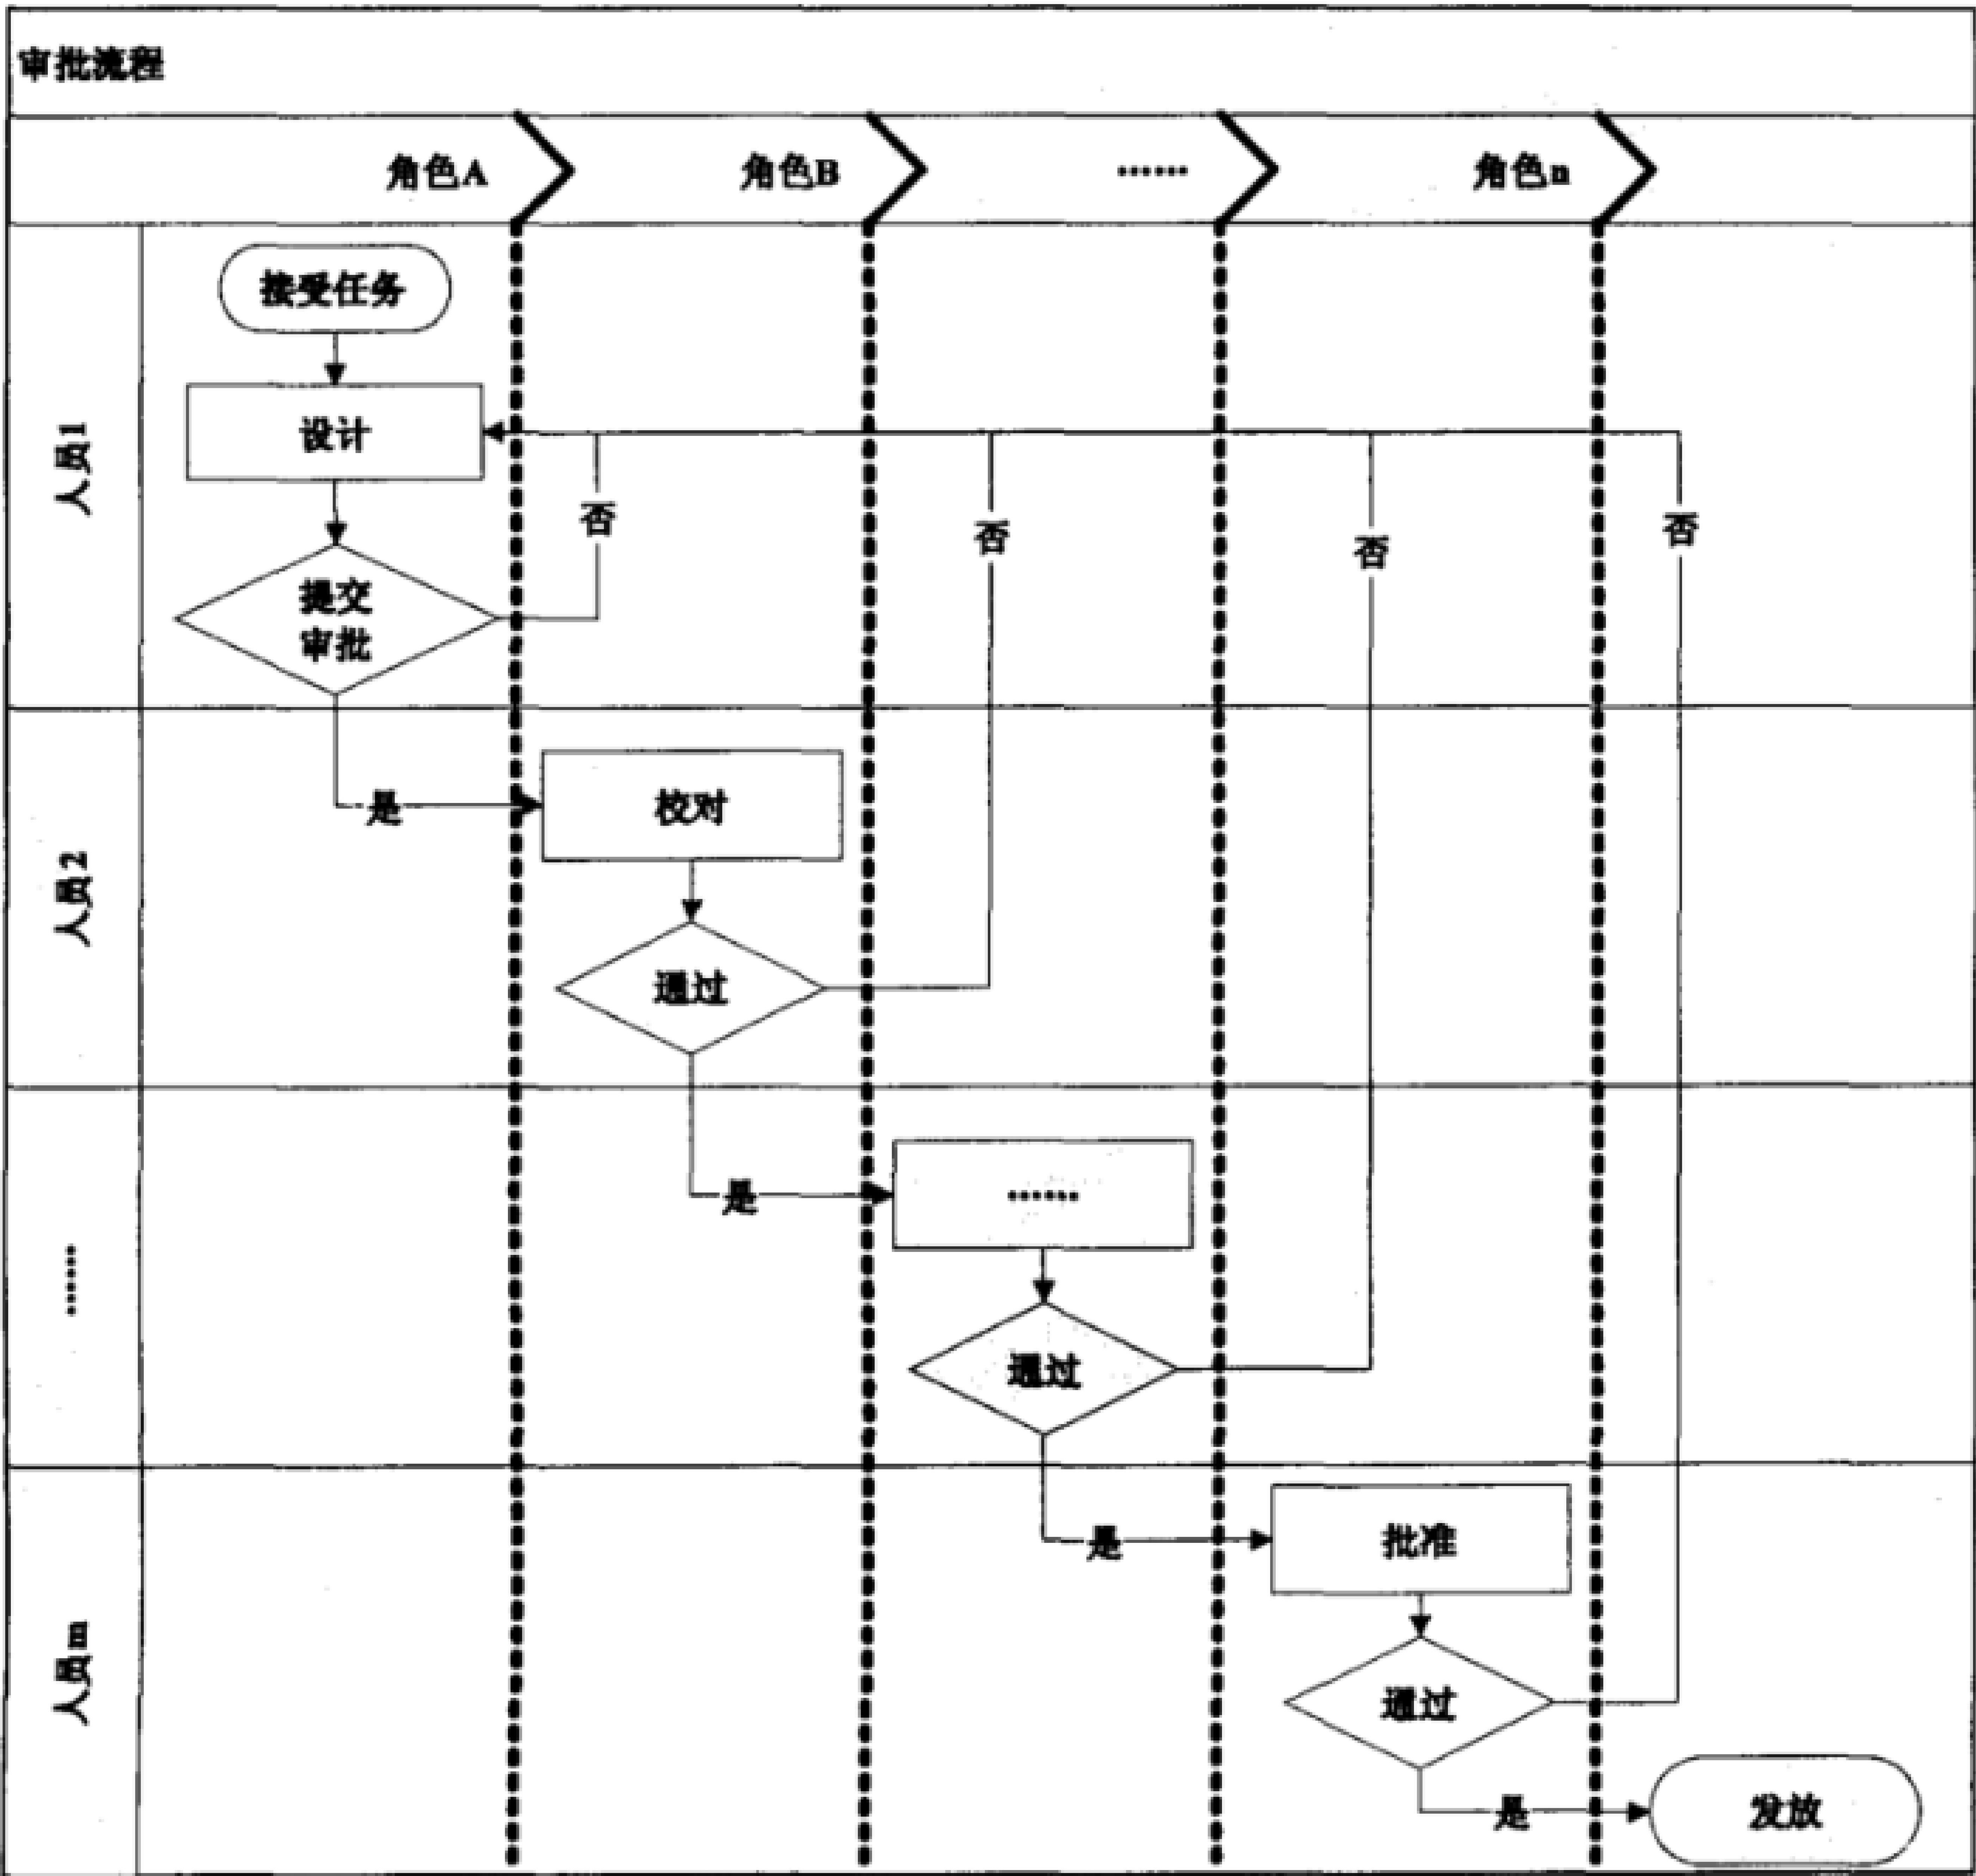 审批流程
角色A
角色B
……
角色n
人员1
接受任务
设计
否
否
否
否
提交
审批
人员2
是
校对
通过
……
是
……
通过
人员m
是
批准
通过
是
发放